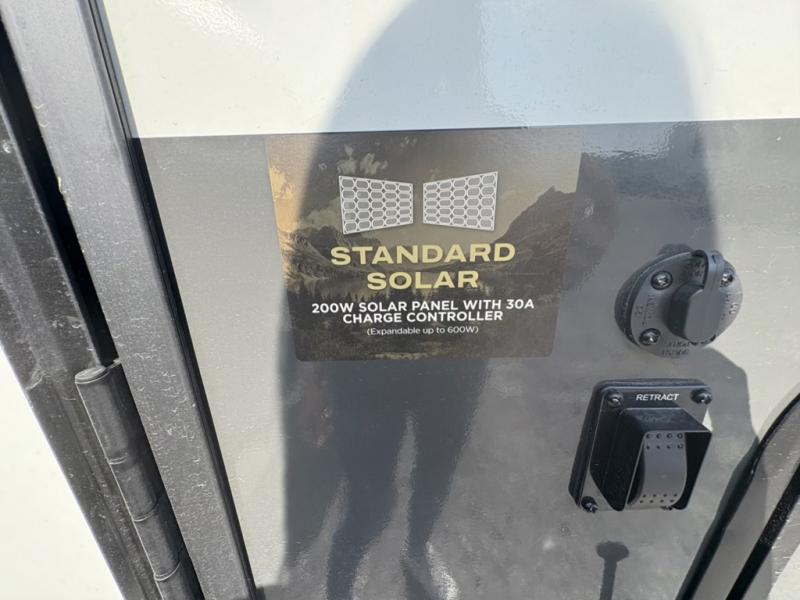 STANDARD
SOLAR
200W SOLAR PANEL WITH 30A
CHARGE CONTROLLER
(Expandable up to 600W)
RETRACT